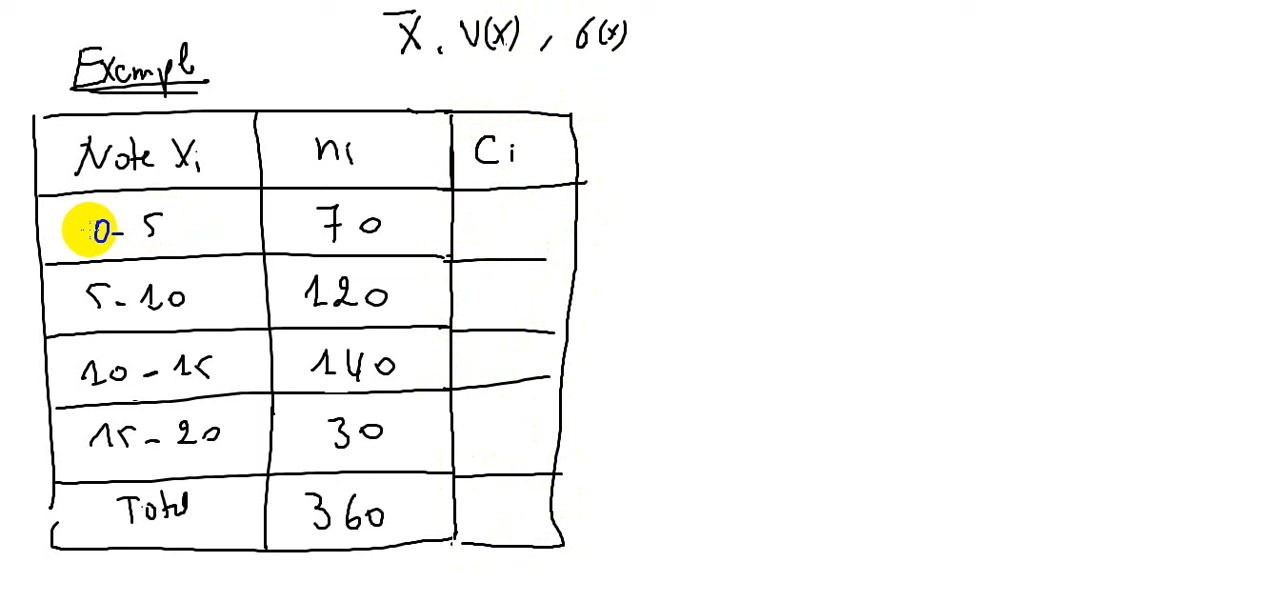 X̄, V(X), σ(x)
Exempl
Note Xi ni Ci
0-5 70
5-10 120
10-15 140
15-20 30
Total 360